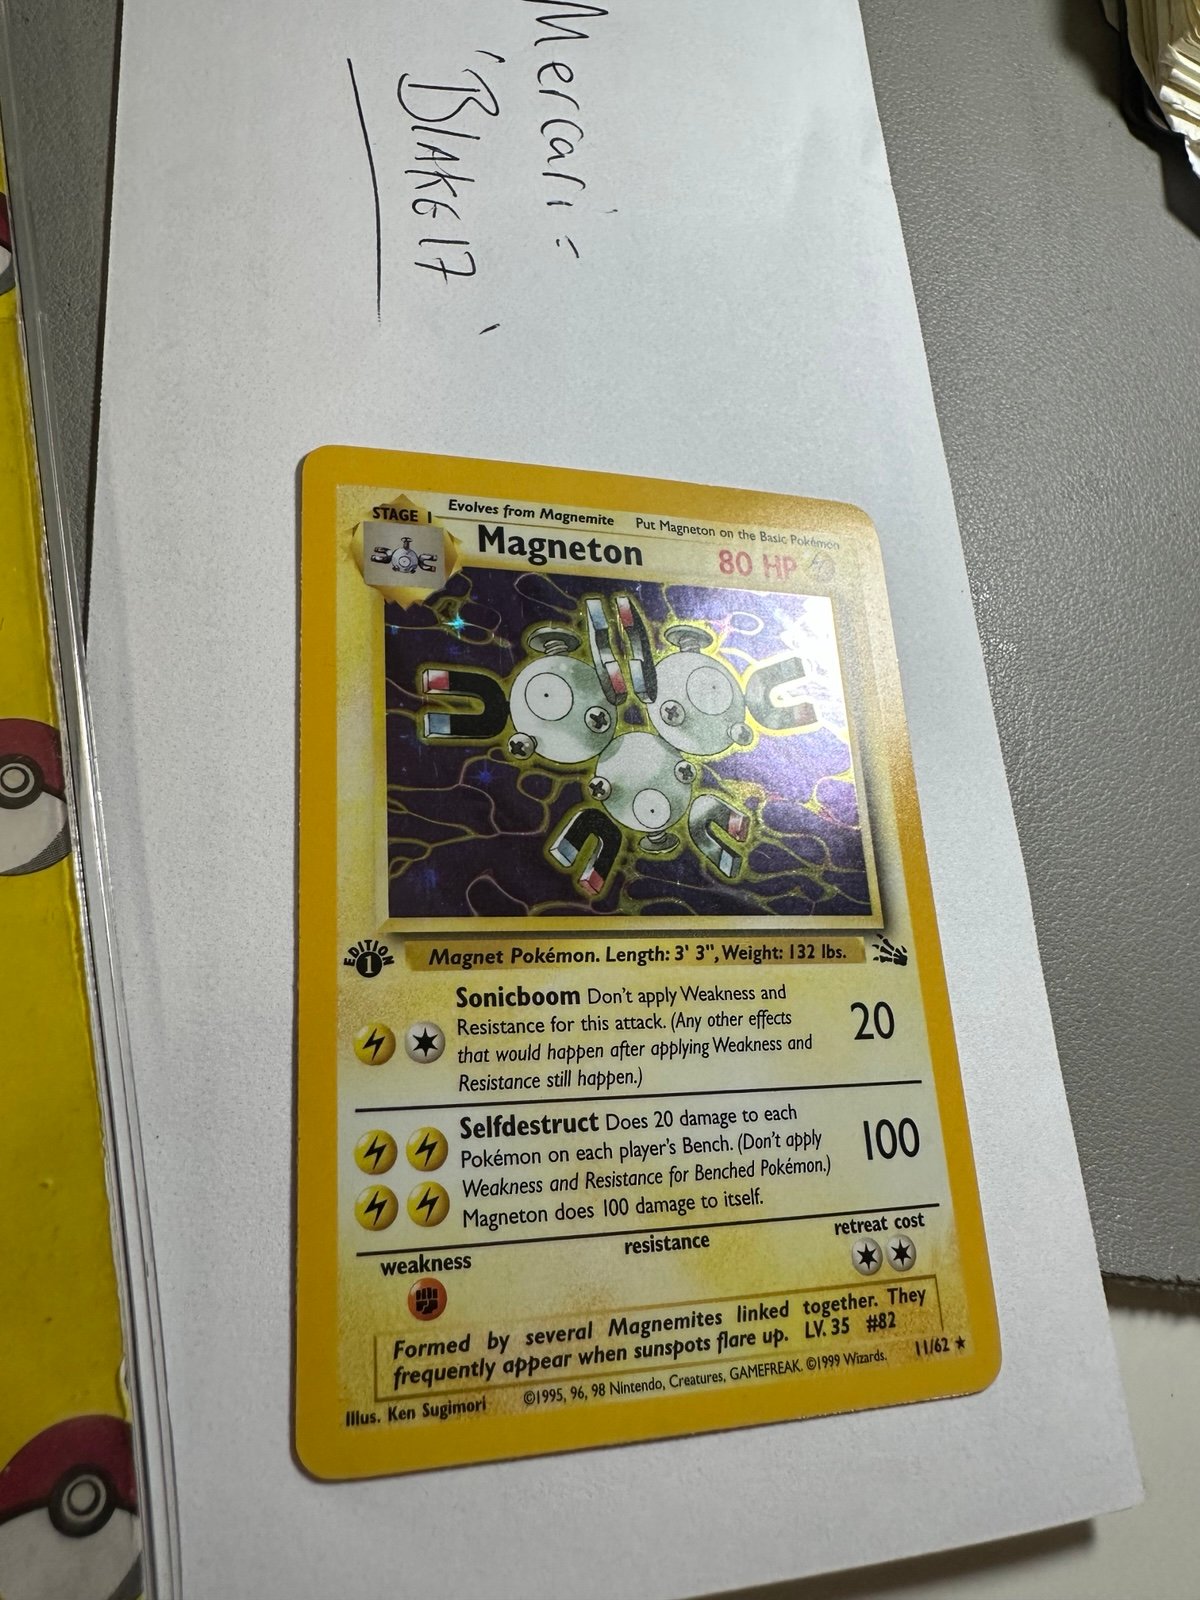 Mercari =
'BLAKE17'
STAGE 1
Evolves from Magnemite
Put Magneton on the Basic Pokémon
Magneton
80 HP
EDITION
1
Magnet Pokémon. Length: 3' 3", Weight: 132 lbs.
Sonicboom Don't apply Weakness and
Resistance for this attack. (Any other effects
that would happen after applying Weakness and
Resistance still happen.)
20
Selfdestruct Does 20 damage to each
Pokémon on each player's Bench. (Don't apply
Weakness and Resistance for Benched Pokémon.)
Magneton does 100 damage to itself.
100
weakness
resistance
retreat cost
Formed by several Magnemites linked together. They
frequently appear when sunspots flare up. LV. 35 #82
Illus. Ken Sugimori
©1995, 96, 98 Nintendo, Creatures, GAMEFREAK. ©1999 Wizards.
11/62 ★